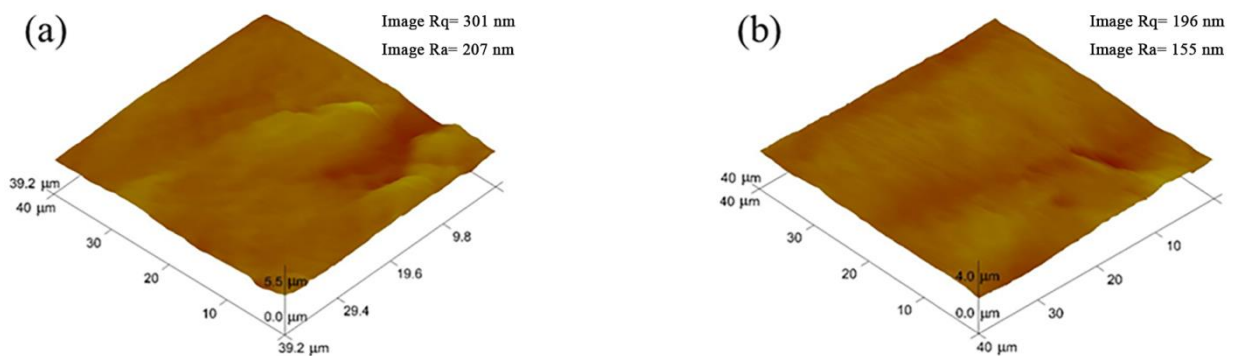 (a)
Image Rq= 301 nm
Image Ra= 207 nm
39.2 μm
40 μm
30
20
10
5.5 μm
0.0 μm
39.2 μm
29.4
19.6
9.8
(b)
Image Rq= 196 nm
Image Ra= 155 nm
40 μm
40 μm
30
20
10
4.0 μm
0.0 μm
40 μm
30
20
10